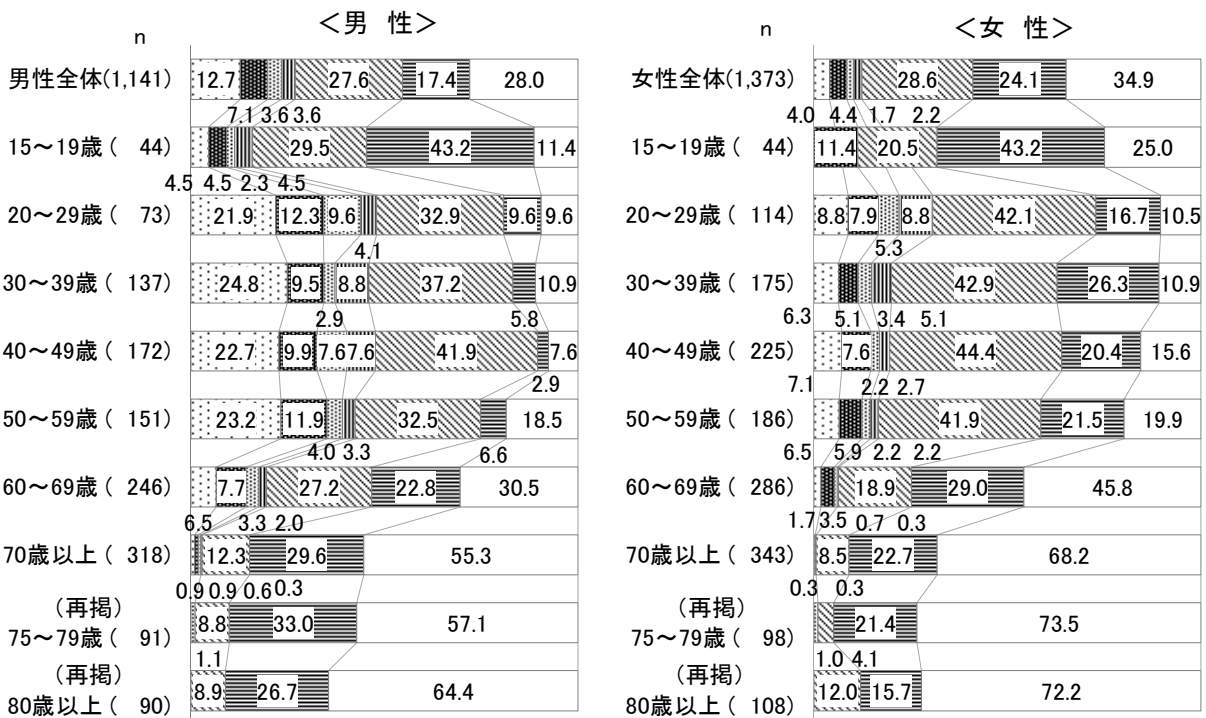 ＜男　性＞
n
男性全体(1,141) 12.7 27.6 17.4 28.0
7.1 3.6 3.6
15～19歳 (　44) 29.5 43.2 11.4
4.5 4.5 2.3 4.5
20～29歳 (　73) 21.9 12.3 9.6 32.9 9.6 9.6
4.1
30～39歳 ( 137) 24.8 9.5 8.8 37.2 10.9
2.9 5.8
40～49歳 ( 172) 22.7 9.9 7.6 7.6 41.9 7.6
2.9
50～59歳 ( 151) 23.2 11.9 32.5 18.5
4.0 3.3 6.6
60～69歳 ( 246) 7.7 27.2 22.8 30.5
6.5 3.3 2.0
70歳以上 ( 318) 12.3 29.6 55.3
0.9 0.9 0.6 0.3
(再掲)
75～79歳 (　91) 8.8 33.0 57.1
1.1
(再掲)
80歳以上 (　90) 8.9 26.7 64.4
＜女　性＞
n
女性全体(1,373) 28.6 24.1 34.9
4.0 4.4 1.7 2.2
15～19歳 (　44) 11.4 20.5 43.2 25.0
20～29歳 ( 114) 8.8 7.9 8.8 42.1 16.7 10.5
5.3
30～39歳 ( 175) 42.9 26.3 10.9
6.3 5.1 3.4 5.1
40～49歳 ( 225) 7.6 44.4 20.4 15.6
7.1 2.2 2.7
50～59歳 ( 186) 41.9 21.5 19.9
6.5 5.9 2.2 2.2
60～69歳 ( 286) 18.9 29.0 45.8
1.7 3.5 0.7 0.3
70歳以上 ( 343) 8.5 22.7 68.2
0.3 0.3
(再掲)
75～79歳 (　98) 21.4 73.5
1.0 4.1
(再掲)
80歳以上 ( 108) 12.0 15.7 72.2